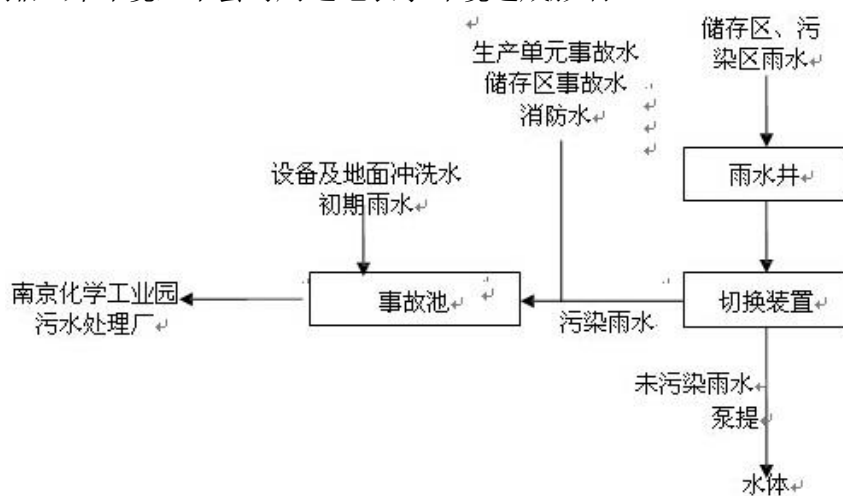 生产单元事故水
储存区事故水
消防水
储存区、污
染区雨水
雨水井
设备及地面冲洗水
初期雨水
南京化学工业园
污水处理厂
事故池
污染雨水
切换装置
未污染雨水
泵提
水体